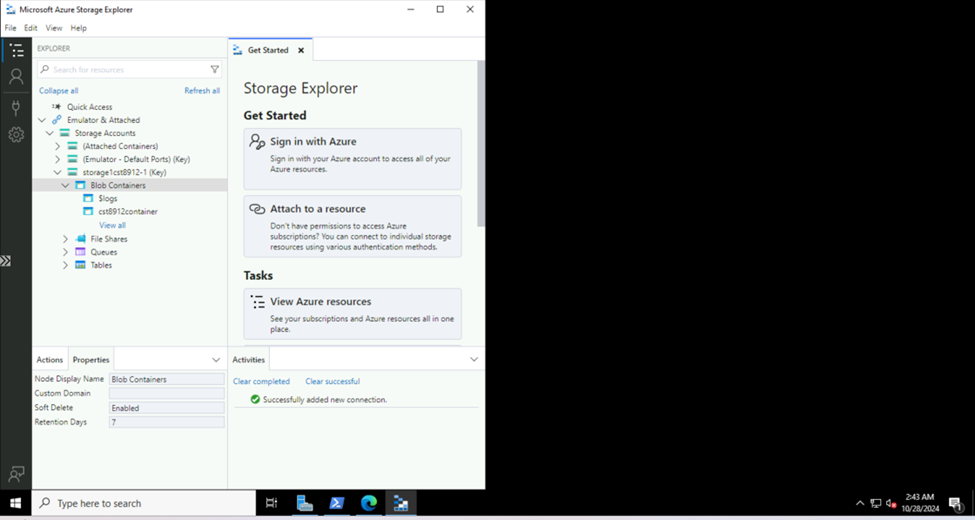 Microsoft Azure Storage Explorer
File Edit View Help
EXPLORER
Search for resources
Collapse all Refresh all
Quick Access
Emulator & Attached
Storage Accounts
(Attached Containers)
(Emulator - Default Ports) (Key)
storage1cst8912-1 (Key)
Blob Containers
$logs
cst8912container
View all
File Shares
Queues
Tables
Get Started
Storage Explorer
Get Started
Sign in with Azure
Sign in with your Azure account to access all of your
Azure resources.
Attach to a resource
Don't have permissions to access Azure
subscriptions? You can connect to individual storage
resources using various authentication methods.
Tasks
View Azure resources
See your subscriptions and Azure resources all in one
place.
Actions Properties
Node Display Name Blob Containers
Custom Domain
Soft Delete Enabled
Retention Days 7
Activities
Clear completed Clear successful
Successfully added new connection.
Type here to search
2:43 AM
10/28/2024
1